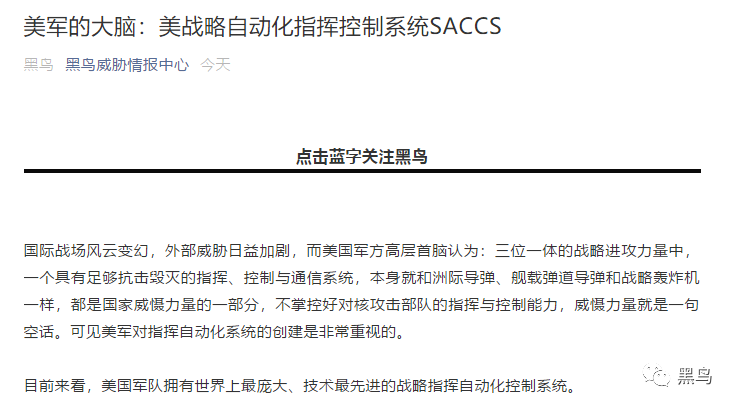 美军的大脑：美战略自动化指挥控制系统SACCS
黑鸟 黑鸟威胁情报中心 今天
点击蓝字关注黑鸟
国际战场风云变幻，外部威胁日益加剧，而美国军方高层首脑认为：三位一体的战略进攻力量中，
一个具有足够抗击毁灭的指挥、控制与通信系统，本身就和洲际导弹、舰载弹道导弹和战略轰炸机
一样，都是国家威慑力量的一部分，不掌控好对核攻击部队的指挥与控制能力，威慑力量就是一句
空话。可见美军对指挥自动化系统的创建是非常重视的。
目前来看，美国军队拥有世界上最庞大、技术最先进的战略指挥自动化控制系统。
黑鸟